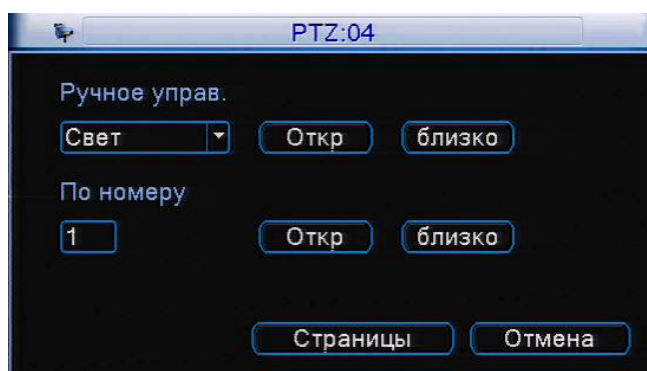 PTZ:04
Ручное управ.
Свет Откр близко
По номеру
1 Откр близко
Страницы Отмена